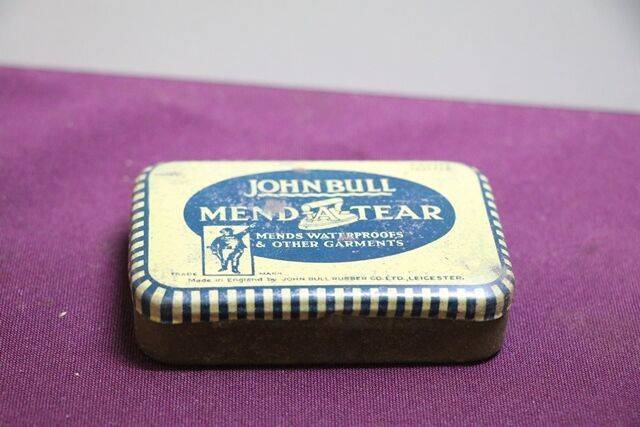 JOHN BULL
MEND-A-TEAR
MENDS WATERPROOFS
& OTHER GARMENTS
TRADE MARK
Made in England by JOHN BULL RUBBER CO. LTD., LEICESTER.